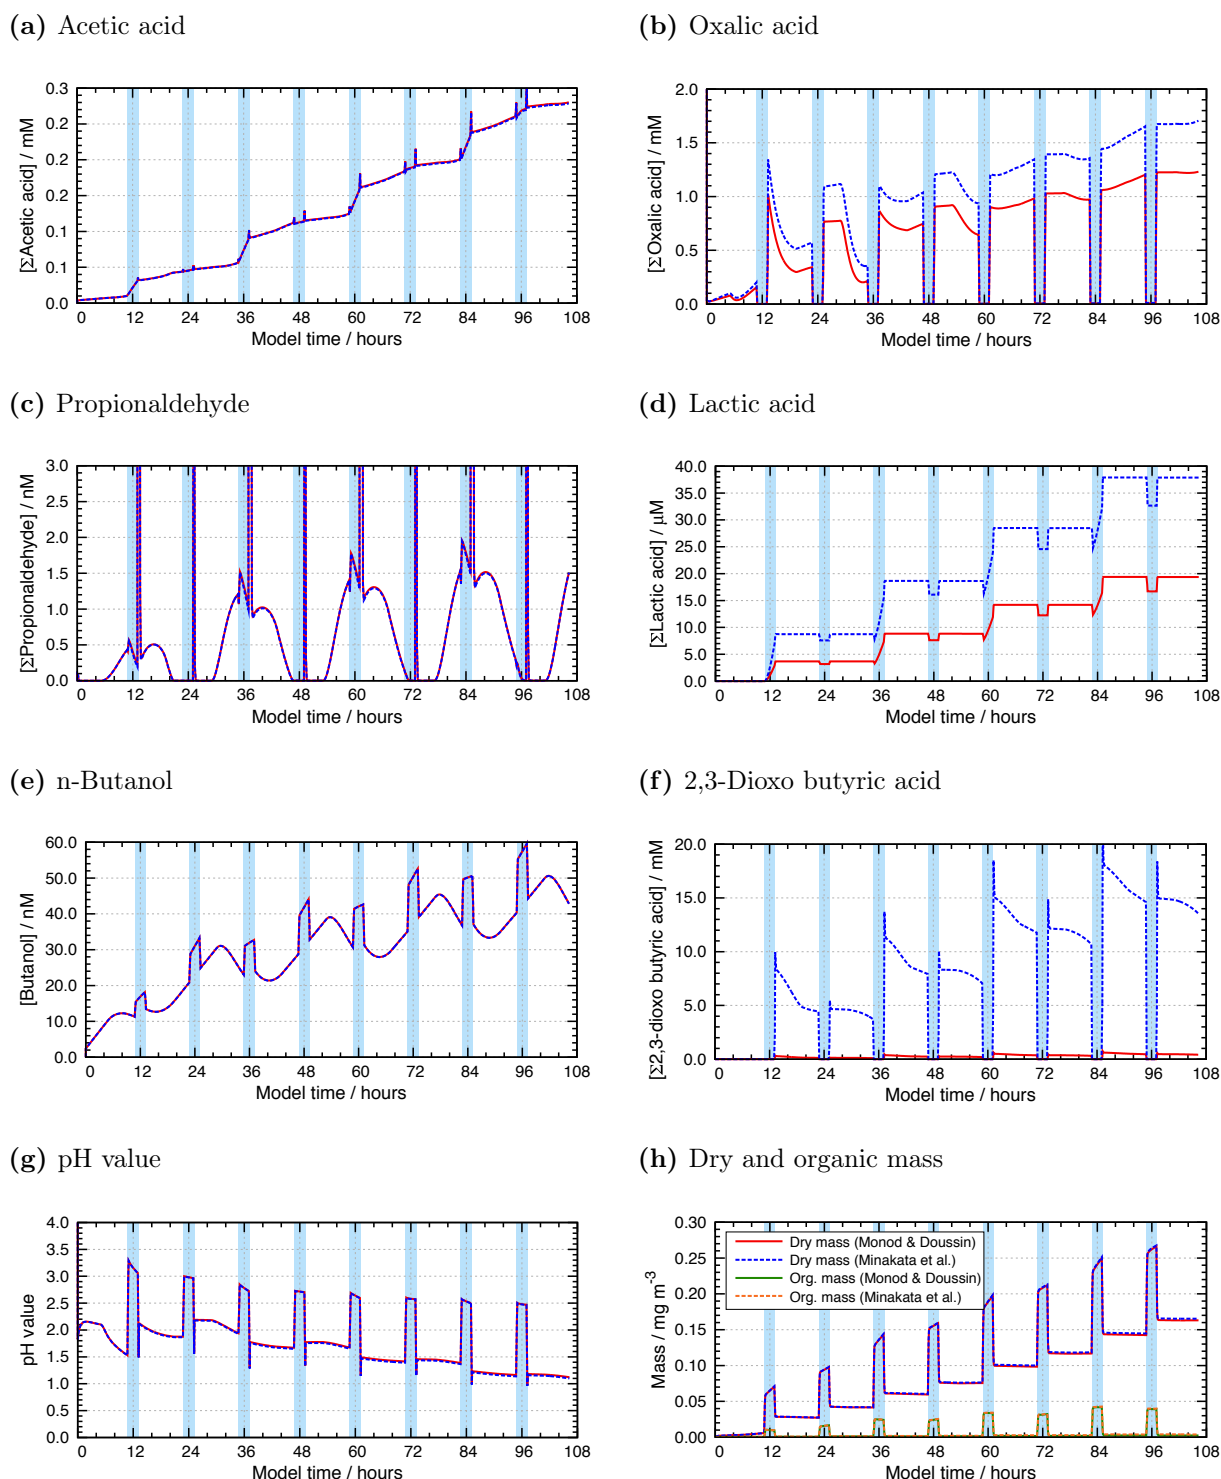 (a) Acetic acid
[ΣAcetic acid] / mM
0.3
0.2
0.2
0.2
0.1
0.1
0.0
0 12 24 36 48 60 72 84 96 108
Model time / hours
(b) Oxalic acid
[ΣOxalic acid] / mM
2.0
1.5
1.0
0.5
0.0
0 12 24 36 48 60 72 84 96 108
Model time / hours
(c) Propionaldehyde
[ΣPropionaldehyde] / nM
3.0
2.5
2.0
1.5
1.0
0.5
0.0
0 12 24 36 48 60 72 84 96 108
Model time / hours
(d) Lactic acid
[ΣLactic acid] / μM
40.0
35.0
30.0
25.0
20.0
15.0
10.0
5.0
0.0
0 12 24 36 48 60 72 84 96 108
Model time / hours
(e) n-Butanol
[Butanol] / nM
60.0
50.0
40.0
30.0
20.0
10.0
0.0
0 12 24 36 48 60 72 84 96 108
Model time / hours
(f) 2,3-Dioxo butyric acid
[Σ2,3-dioxo butyric acid] / mM
20.0
15.0
10.0
5.0
0.0
0 12 24 36 48 60 72 84 96 108
Model time / hours
(g) pH value
pH value
4.0
3.5
3.0
2.5
2.0
1.5
1.0
0.5
0.0
0 12 24 36 48 60 72 84 96 108
Model time / hours
(h) Dry and organic mass
Mass / mg m⁻³
0.30
0.25
0.20
0.15
0.10
0.05
0.00
Dry mass (Monod & Doussin)
Dry mass (Minakata et al.)
Org. mass (Monod & Doussin)
Org. mass (Minakata et al.)
0 12 24 36 48 60 72 84 96 108
Model time / hours